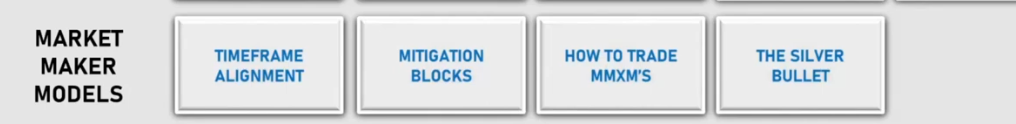 MARKET
MAKER
MODELS
TIMEFRAME
ALIGNMENT
MITIGATION
BLOCKS
HOW TO TRADE
MMXM'S
THE SILVER
BULLET